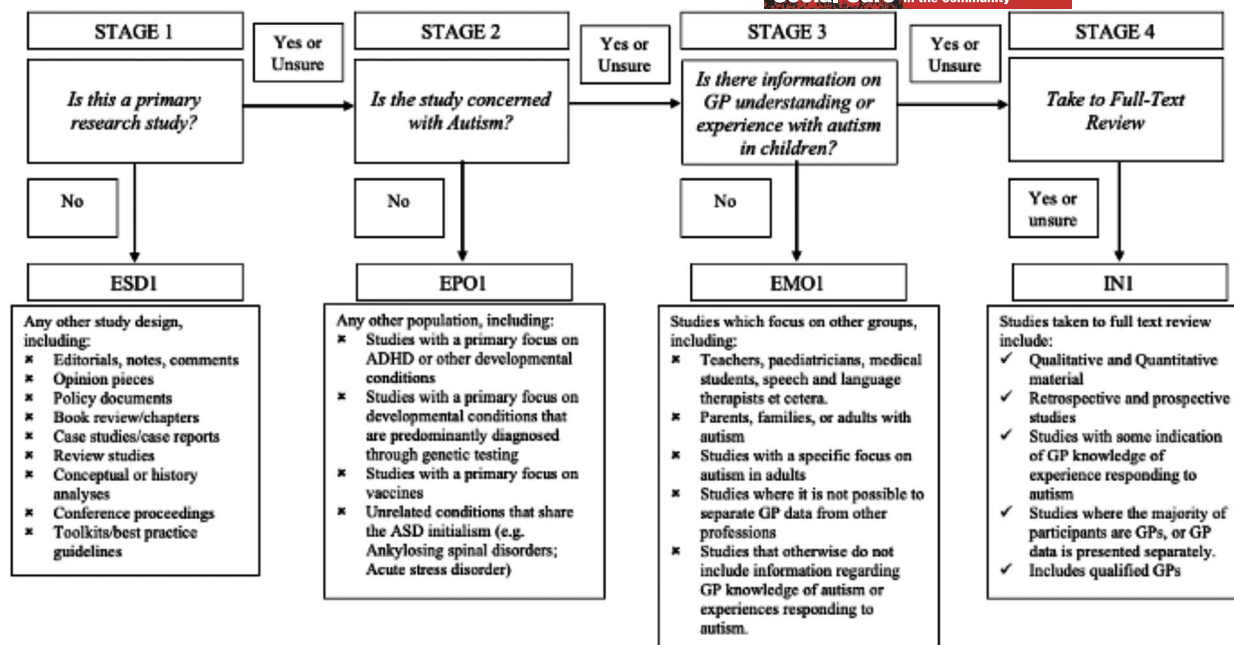 in the community
STAGE 1
Yes or
Unsure
STAGE 2
Yes or
Unsure
STAGE 3
Yes or
Unsure
STAGE 4
Is this a primary
research study?
Is the study concerned
with Autism?
Is there information on
GP understanding or
experience with autism
in children?
Take to Full-Text
Review
No
No
No
Yes or
unsure
ESD1
Any other study design,
including:
× Editorials, notes, comments
× Opinion pieces
× Policy documents
× Book review/chapters
× Case studies/case reports
× Review studies
× Conceptual or history
analyses
× Conference proceedings
× Toolkits/best practice
guidelines
EPO1
Any other population, including:
× Studies with a primary focus on
ADHD or other developmental
conditions
× Studies with a primary focus on
developmental conditions that
are predominantly diagnosed
through genetic testing
× Studies with a primary focus on
vaccines
× Unrelated conditions that share
the ASD initialism (e.g.
Ankylosing spinal disorders;
Acute stress disorder)
EMO1
Studies which focus on other groups,
including:
× Teachers, paediatricians, medical
students, speech and language
therapists et cetera.
× Parents, families, or adults with
autism
× Studies with a specific focus on
autism in adults
× Studies where it is not possible to
separate GP data from other
professions
× Studies that otherwise do not
include information regarding
GP knowledge of autism or
experiences responding to
autism.
IN1
Studies taken to full text review
include:
✓ Qualitative and Quantitative
material
✓ Retrospective and prospective
studies
✓ Studies with some indication
of GP knowledge of
experience responding to
autism
✓ Studies where the majority of
participants are GPs, or GP
data is presented separately.
✓ Includes qualified GPs